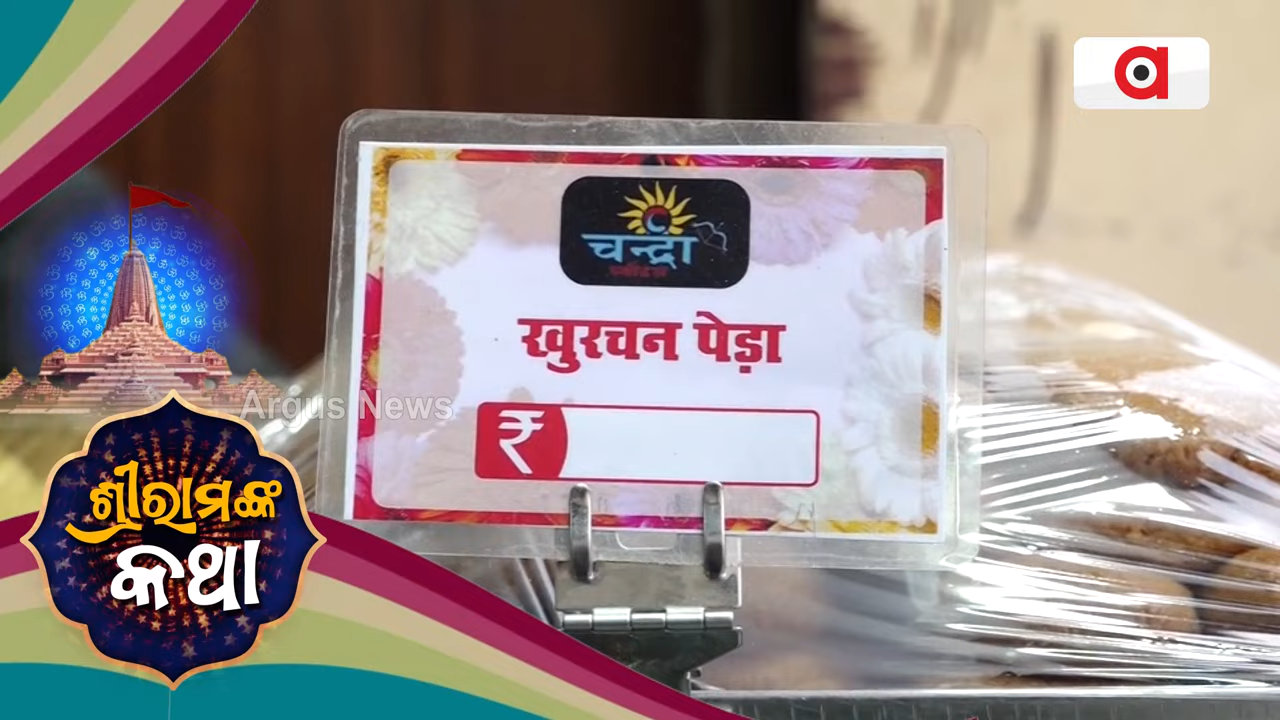 a
चन्द्रा
खुरचन पेड़ा
₹
Argus News
ଶ୍ରୀରାମଙ୍କ
କଥା